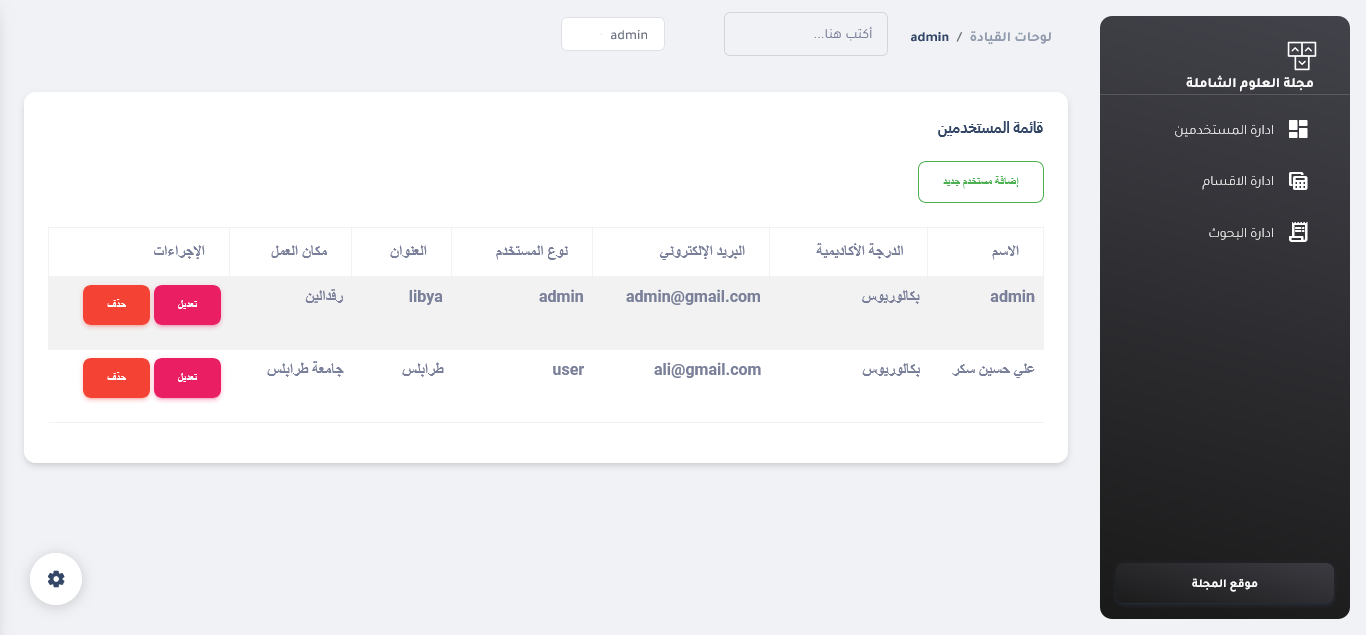 مجلة العلوم الشاملة
ادارة المستخدمين
ادارة الاقسام
ادارة البحوث
موقع المجلة
لوحات القيادة / admin
أكتب هنا...
admin
قائمة المستخدمين
إضافة مستخدم جديد
الاسم الدرجة الأكاديمية البريد الإلكتروني نوع المستخدم العنوان مكان العمل الإجراءات
admin بكالوريوس admin@gmail.com admin libya رقدالين تعديل حذف
علي حسين سكر بكالوريوس ali@gmail.com user طرابلس جامعة طرابلس تعديل حذف